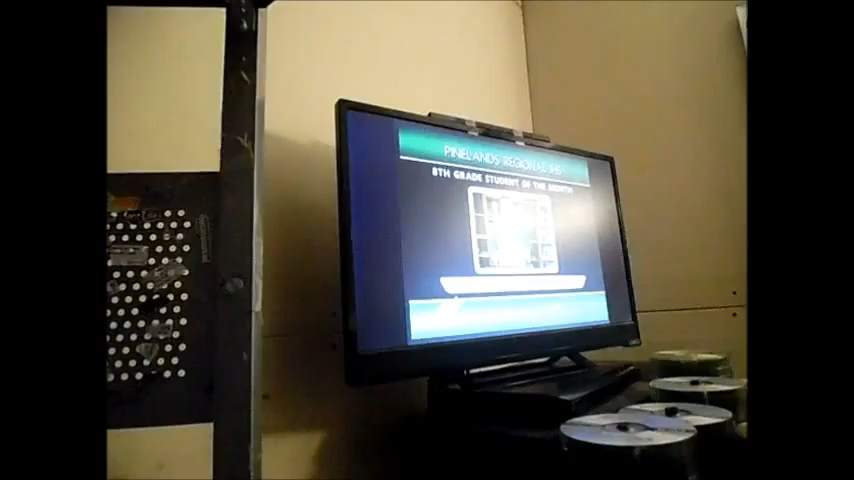 PINELANDS REGIONAL JHS
8TH GRADE STUDENT OF THE MONTH